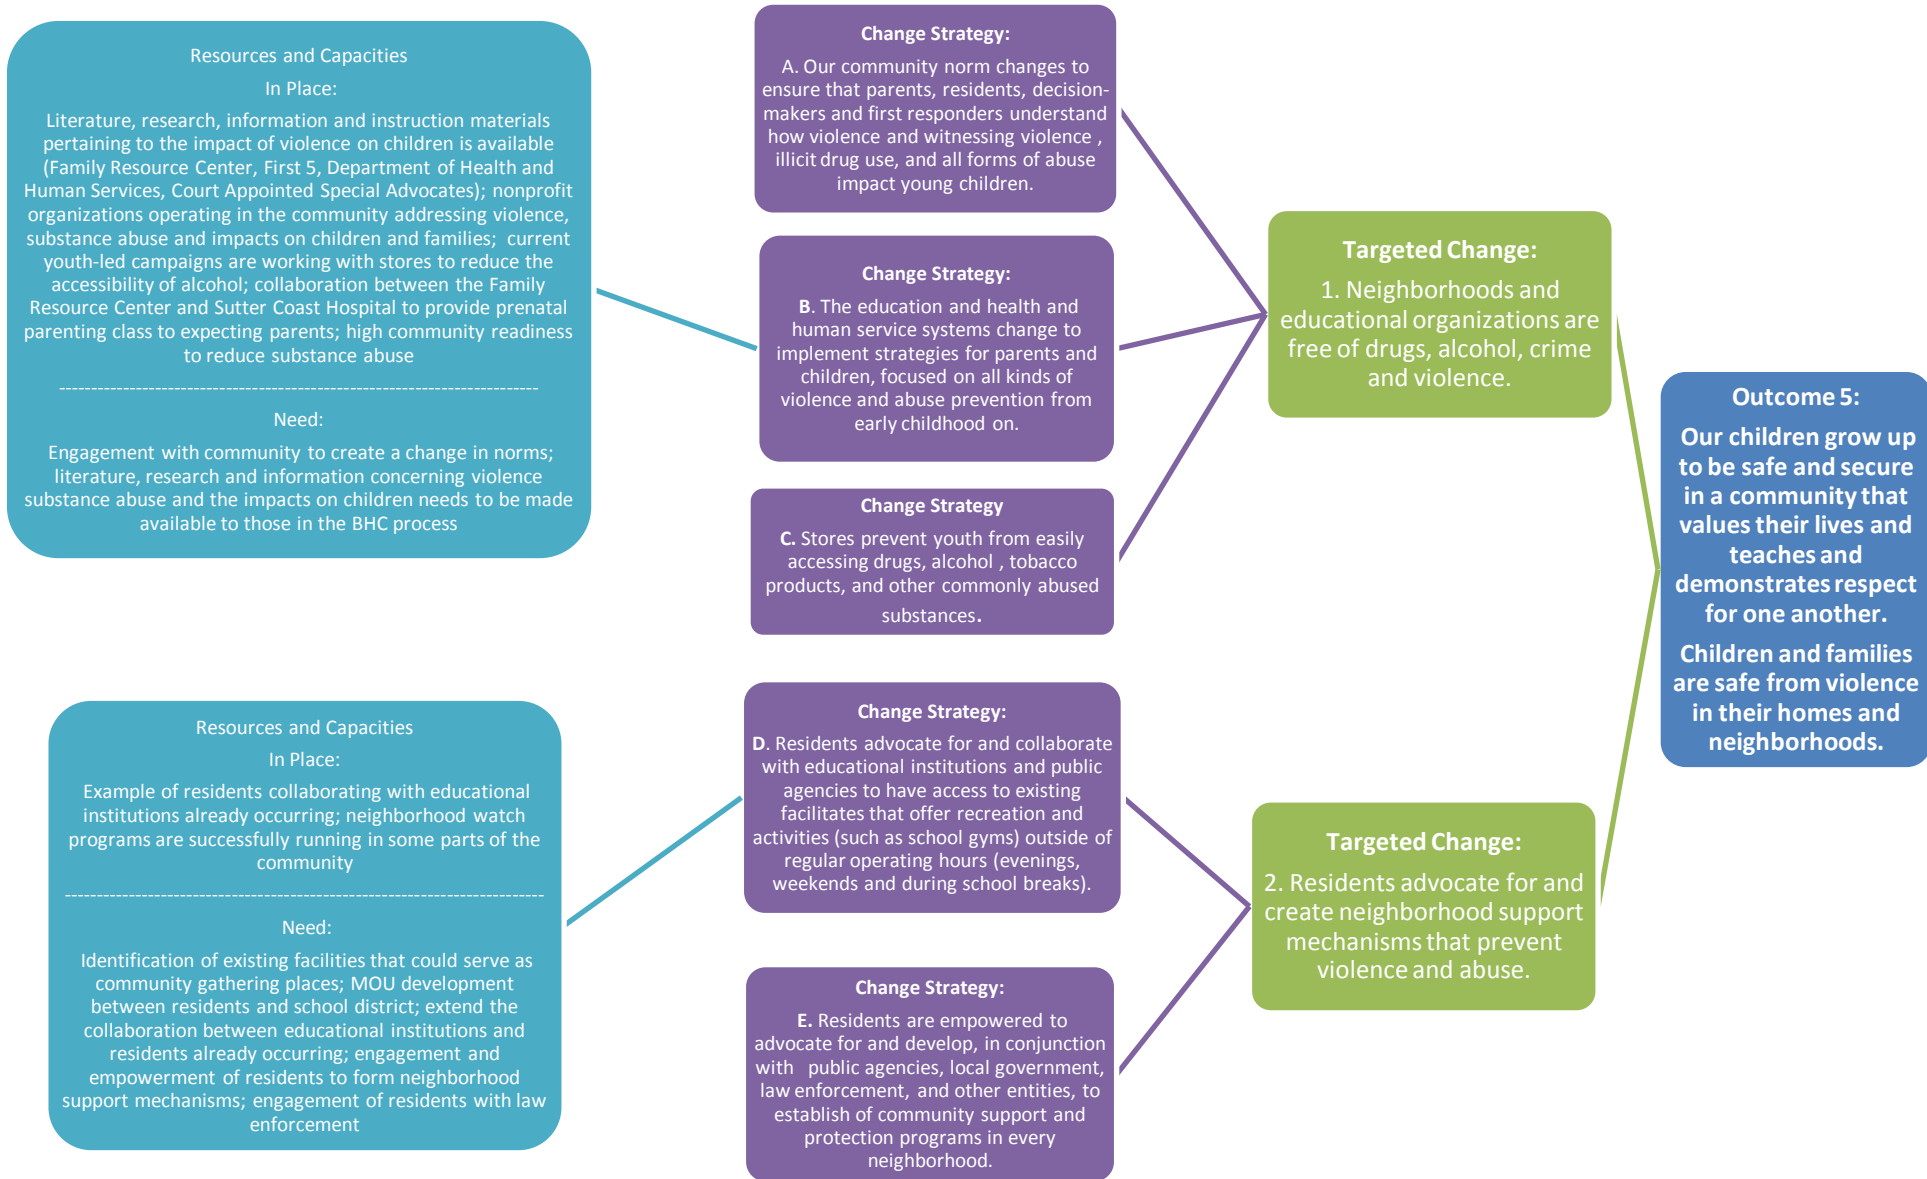 Resources and Capacities
In Place:
Literature, research, information and instruction materials
pertaining to the impact of violence on children is available
(Family Resource Center, First 5, Department of Health and
Human Services, Court Appointed Special Advocates); nonprofit
organizations operating in the community addressing violence,
substance abuse and impacts on children and families; current
youth-led campaigns are working with stores to reduce the
accessibility of alcohol; collaboration between the Family
Resource Center and Sutter Coast Hospital to provide prenatal
parenting class to expecting parents; high community readiness
to reduce substance abuse
---------------------------------------------------------------------------
Need:
Engagement with community to create a change in norms;
literature, research and information concerning violence
substance abuse and the impacts on children needs to be made
available to those in the BHC process
Resources and Capacities
In Place:
Example of residents collaborating with educational
institutions already occurring; neighborhood watch
programs are successfully running in some parts of the
community
---------------------------------------------------------------------------
Need:
Identification of existing facilities that could serve as
community gathering places; MOU development
between residents and school district; extend the
collaboration between educational institutions and
residents already occurring; engagement and
empowerment of residents to form neighborhood
support mechanisms; engagement of residents with law
enforcement
Change Strategy:
A. Our community norm changes to
ensure that parents, residents, decision-
makers and first responders understand
how violence and witnessing violence ,
illicit drug use, and all forms of abuse
impact young children.
Change Strategy:
B. The education and health and
human service systems change to
implement strategies for parents and
children, focused on all kinds of
violence and abuse prevention from
early childhood on.
Change Strategy
C. Stores prevent youth from easily
accessing drugs, alcohol , tobacco
products, and other commonly abused
substances.
Change Strategy:
D. Residents advocate for and collaborate
with educational institutions and public
agencies to have access to existing
facilitates that offer recreation and
activities (such as school gyms) outside of
regular operating hours (evenings,
weekends and during school breaks).
Change Strategy:
E. Residents are empowered to
advocate for and develop, in conjunction
with public agencies, local government,
law enforcement, and other entities, to
establish of community support and
protection programs in every
neighborhood.
Targeted Change:
1. Neighborhoods and
educational organizations are
free of drugs, alcohol, crime
and violence.
Targeted Change:
2. Residents advocate for and
create neighborhood support
mechanisms that prevent
violence and abuse.
Outcome 5:
Our children grow up
to be safe and secure
in a community that
values their lives and
teaches and
demonstrates respect
for one another.
Children and families
are safe from violence
in their homes and
neighborhoods.